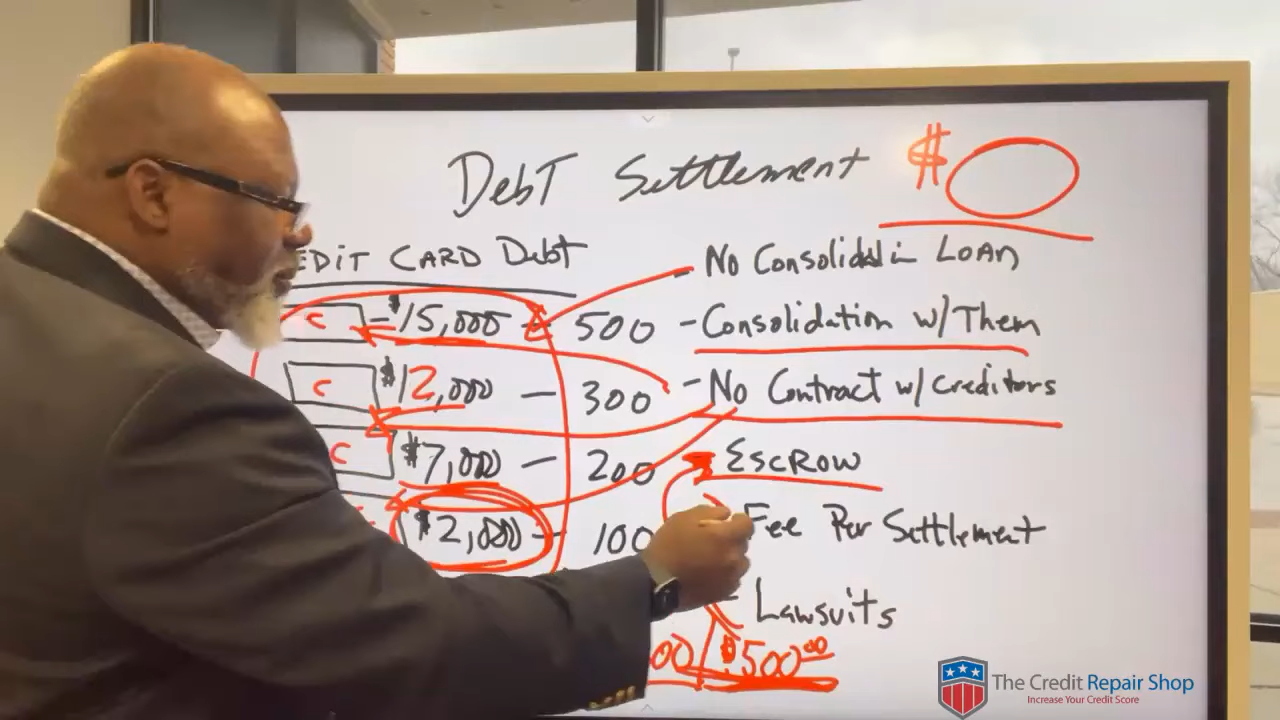 Debt Settlement $
EDIT CARD Debt
C - $15,000 - 500
C $12,000 - 300
C $7,000 - 200
$2,000 - 100
- No Consolidatin LOAN
- Consolidation w/Them
- No Contract w/creditors
- EscRow
Fee Per Settlement
- Lawsuits
00 $500.00
The Credit Repair Shop
Increase Your Credit Score